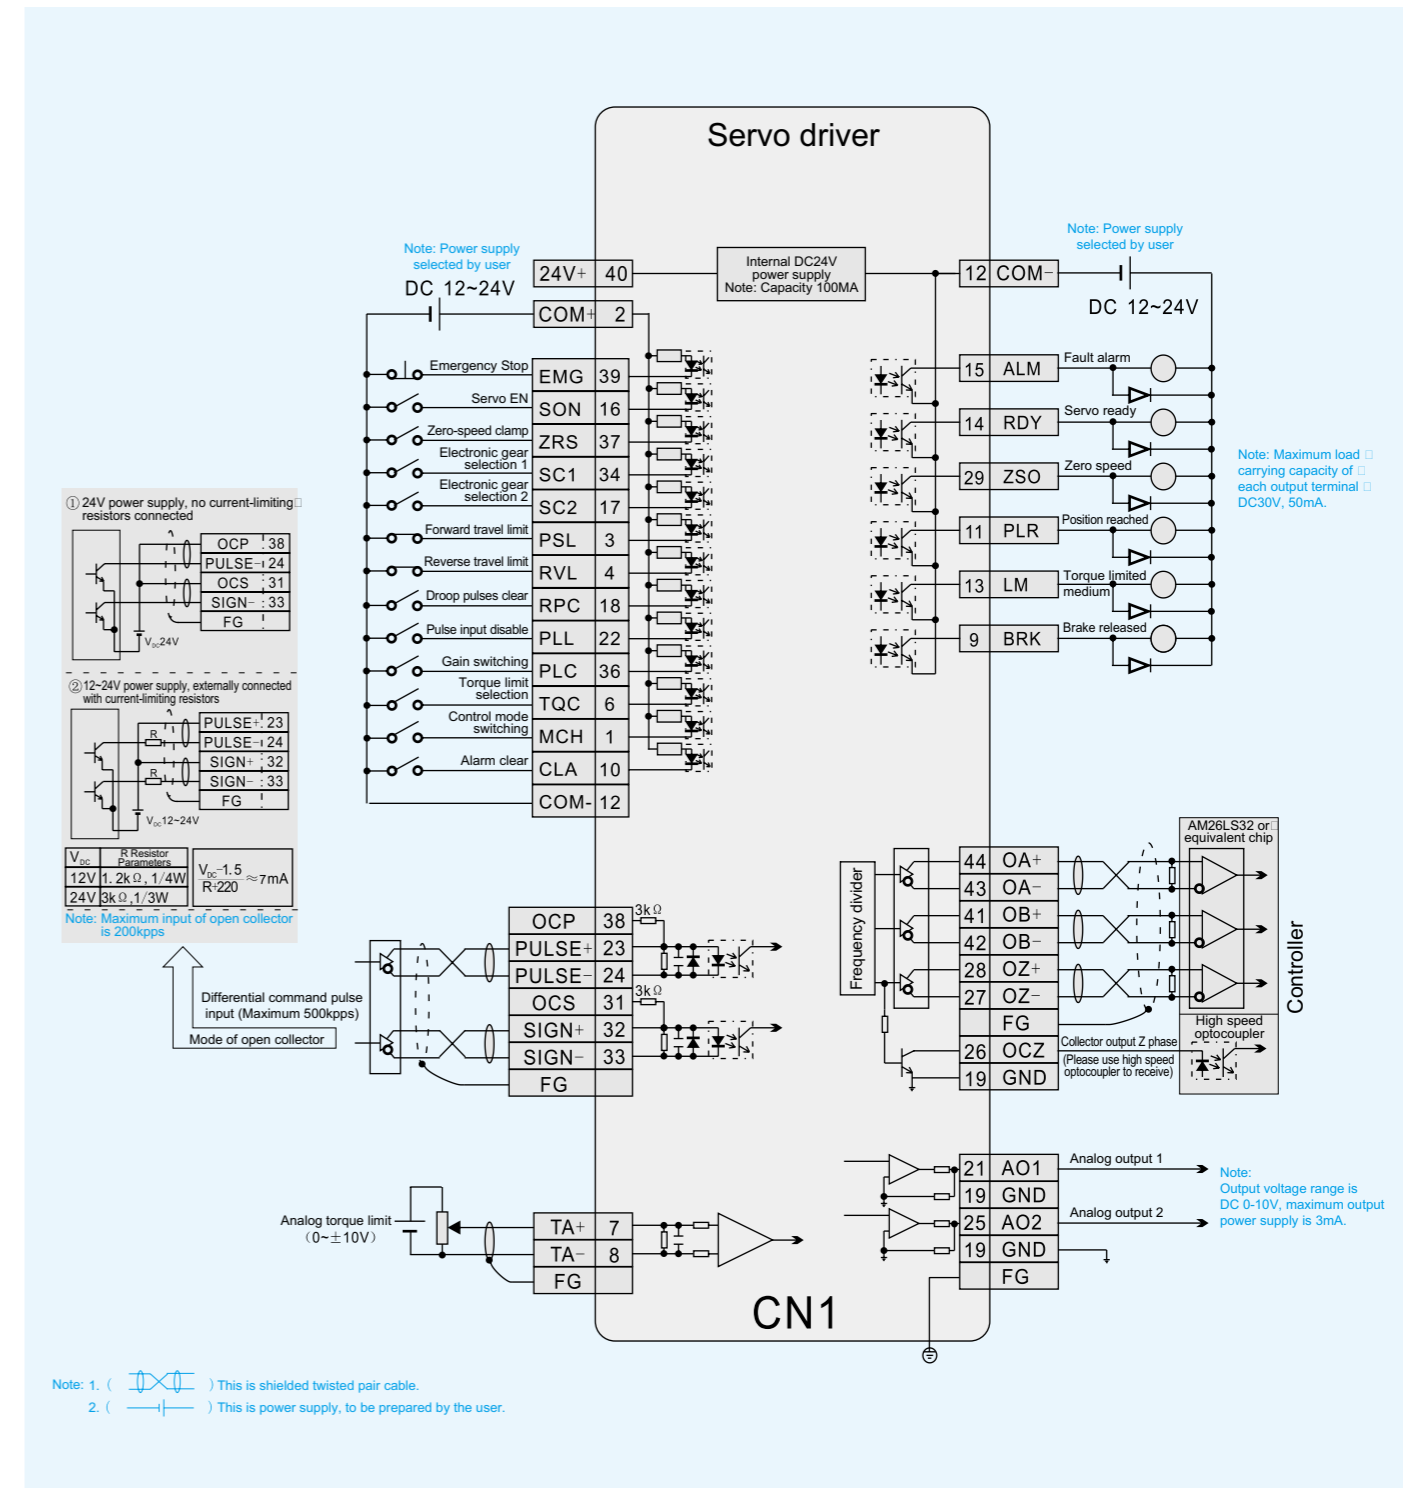 Servo driver
Note: Power supply
selected by user
DC 12~24V
24V+ 40
COM+ 2
Internal DC24V
power supply
Note: Capacity 100MA
Note: Power supply
selected by user
12 COM-
DC 12~24V
Emergency Stop
EMG 39
Servo EN
SON 16
Zero-speed clamp
ZRS 37
Electronic gear
selection 1
SC1 34
Electronic gear
selection 2
SC2 17
Forward travel limit
PSL 3
Reverse travel limit
RVL 4
Droop pulses clear
RPC 18
Pulse input disable
PLL 22
Gain switching
PLC 36
Torque limit
selection
TQC 6
Control mode
switching
MCH 1
Alarm clear
CLA 10
COM- 12
15 ALM
Fault alarm
14 RDY
Servo ready
29 ZSO
Zero speed
11 PLR
Position reached
13 LM
Torque limited
medium
9 BRK
Brake released
Note: Maximum load □
carrying capacity of □
each output terminal □
DC30V, 50mA.
① 24V power supply, no current-limiting□
resistors connected
OCP 38
PULSE- 24
OCS 31
SIGN- 33
FG
VDC24V
② 12~24V power supply, externally connected
with current-limiting resistors
R
R
PULSE+ 23
PULSE- 24
SIGN+ 32
SIGN- 33
FG
VDC12~24V
VDC R Resistor
Parameters
12V 1.2kΩ, 1/4W
24V 3kΩ,1/3W
VDC-1.5
R+220
≈7mA
Note: Maximum input of open collector
is 200kpps
Differential command pulse
input (Maximum 500kpps)
Mode of open collector
OCP 38
3kΩ
PULSE+ 23
PULSE- 24
OCS 31
3kΩ
SIGN+ 32
SIGN- 33
FG
Frequency divider
44 OA+
43 OA-
41 OB+
42 OB-
28 OZ+
27 OZ-
FG
26 OCZ
19 GND
AM26LS32 or□
equivalent chip
Controller
High speed
optocoupler
Collector output Z phase
(Please use high speed
optocoupler to receive)
Analog torque limit
(0~±10V)
TA+ 7
TA- 8
FG
21 AO1
Analog output 1
19 GND
25 AO2
Analog output 2
19 GND
FG
Note:
Output voltage range is
DC 0-10V, maximum output
power supply is 3mA.
CN1
Note: 1. ( ) This is shielded twisted pair cable.
2. ( ) This is power supply, to be prepared by the user.